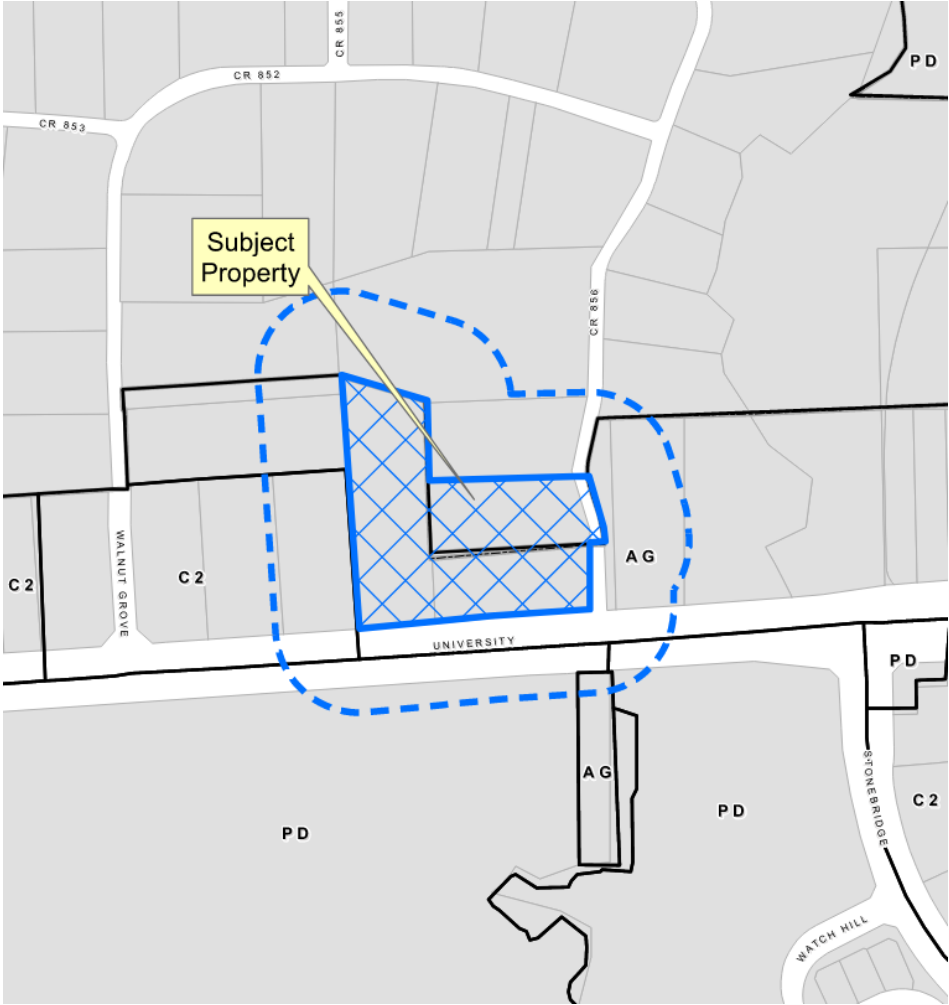 CR 855
PD
CR 852
CR 853
Subject
Property
CR 856
AG
C2
C2
WALNUT GROVE
UNIVERSITY
PD
AG
STONEBRIDGE
C2
PD
PD
WATCH HILL